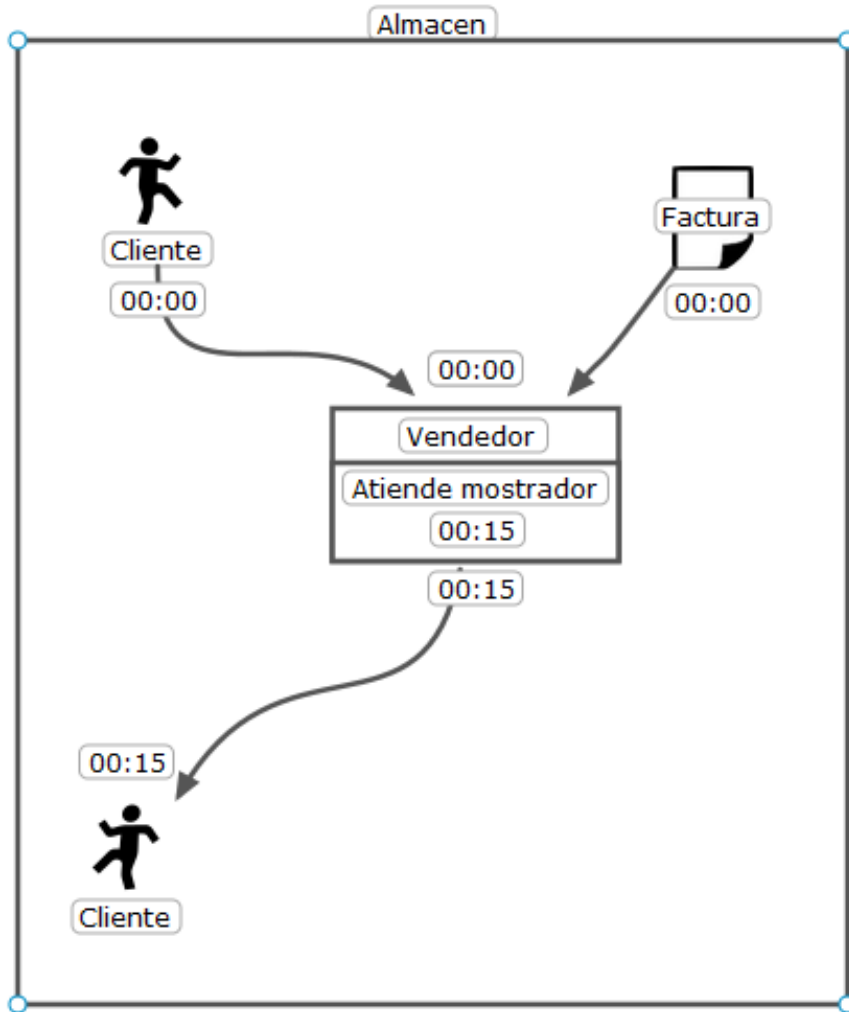 Almacen
Factura
Cliente
00:00
00:00
00:00
Vendedor
Atiende mostrador
00:15
00:15
00:15
Cliente